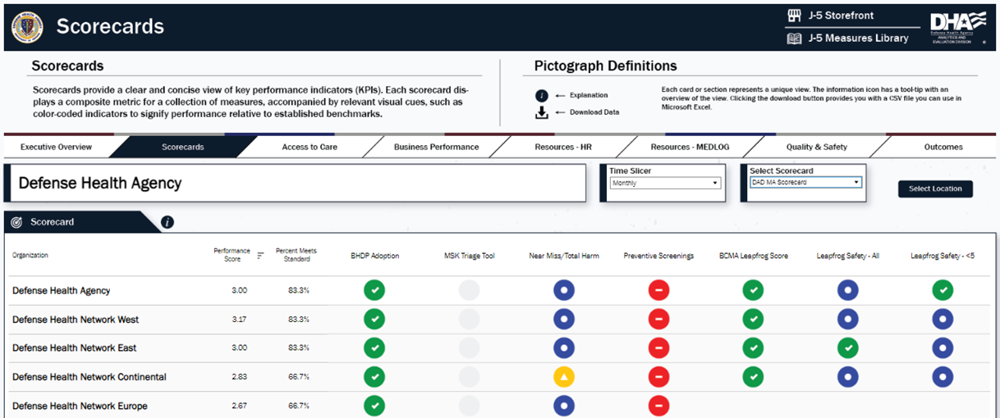 Scorecards
J-5 Storefront
J-5 Measures Library
DHA
Defense Health Agency
ANALYTICS AND
EVALUATION DIVISION
Scorecards
Scorecards provide a clear and concise view of key performance indicators (KPIs). Each scorecard dis-
plays a composite metric for a collection of measures, accompanied by relevant visual cues, such as
color-coded indicators to signify performance relative to established benchmarks.
Pictograph Definitions
i ← Explanation
← Download Data
Each card or section represents a unique view. The information icon has a tool-tip with an
overview of the view. Clicking the download button provides you with a CSV file you can use in
Microsoft Excel.
Executive Overview Scorecards Access to Care Business Performance Resources - HR Resources - MEDLOG Quality & Safety Outcomes
Defense Health Agency
Time Slicer
Monthly
Select Scorecard
DAD MA Scorecard
Select Location
Scorecard i
Organization Performance Score Percent Meets Standard BHDP Adoption MSK Triage Tool Near Miss/Total Harm Preventive Screenings BCMA Leapfrog Score Leapfrog Safety - All Leapfrog Safety - <5
Defense Health Agency 3.00 83.3%
Defense Health Network West 3.17 83.3%
Defense Health Network East 3.00 83.3%
Defense Health Network Continental 2.83 66.7%
Defense Health Network Europe 2.67 66.7%